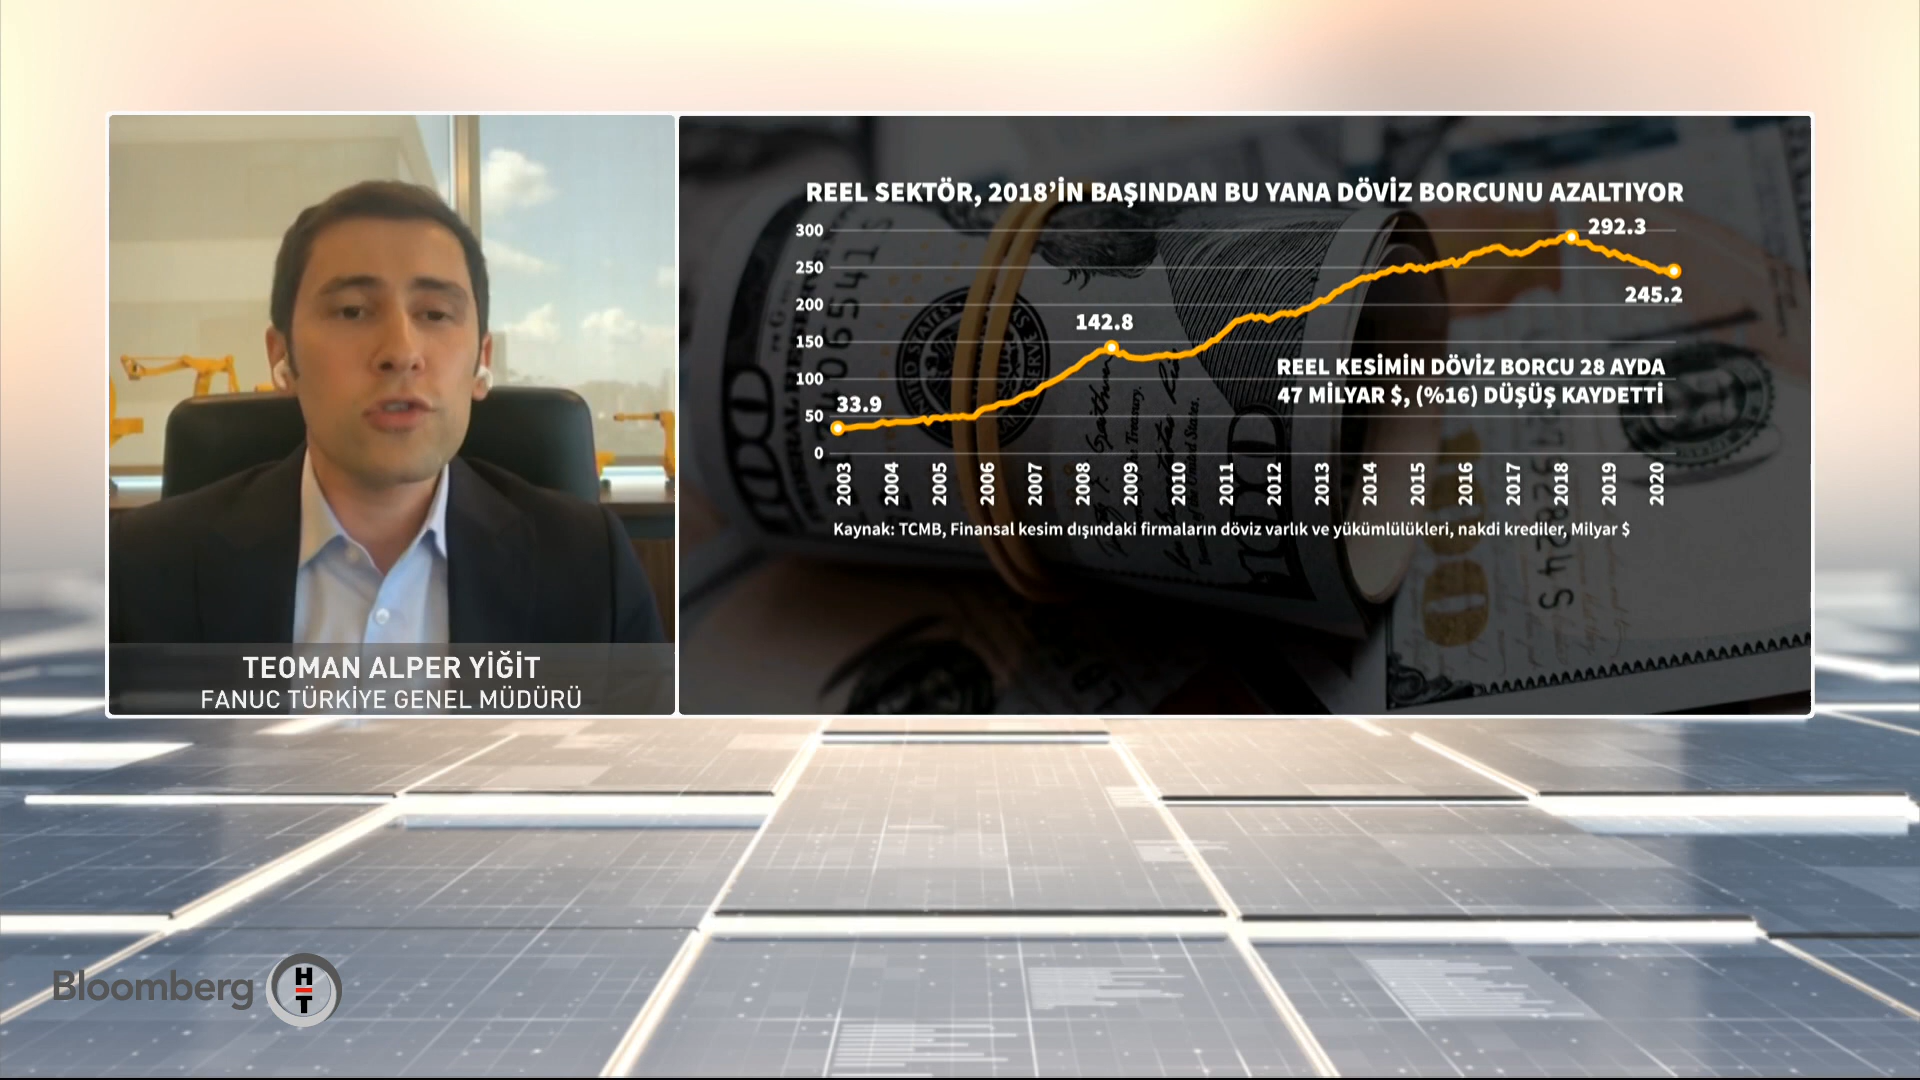 REEL SEKTÖR, 2018'İN BAŞINDAN BU YANA DÖVİZ BORCUNU AZALTIYOR
300
250
200
150
100
50
0
33.9
142.8
292.3
245.2
REEL KESİMİN DÖVİZ BORCU 28 AYDA
47 MİLYAR $, (%16) DÜŞÜŞ KAYDETTİ
2003 2004 2005 2006 2007 2008 2009 2010 2011 2012 2013 2014 2015 2016 2017 2018 2019 2020
Kaynak: TCMB, Finansal kesim dışındaki firmaların döviz varlık ve yükümlülükleri, nakdi krediler, Milyar $
TEOMAN ALPER YİĞİT
FANUC TÜRKİYE GENEL MÜDÜRÜ
Bloomberg HT